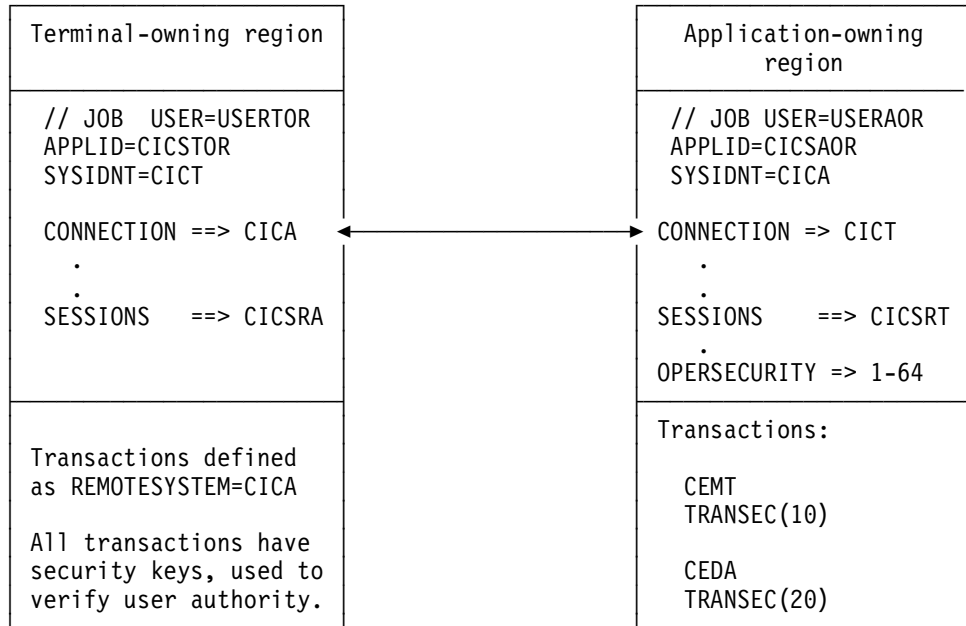 Terminal-owning region
// JOB  USER=USERTOR
APPLID=CICSTOR
SYSIDNT=CICT
CONNECTION ==> CICA
.
.
SESSIONS   ==> CICSRA
Transactions defined
as REMOTESYSTEM=CICA
All transactions have
security keys, used to
verify user authority.
Application-owning
region
// JOB USER=USERAOR
APPLID=CICSAOR
SYSIDNT=CICA
CONNECTION => CICT
.
.
SESSIONS    ==> CICSRT
.
OPERSECURITY => 1-64
Transactions:
CEMT
TRANSEC(10)
CEDA
TRANSEC(20)